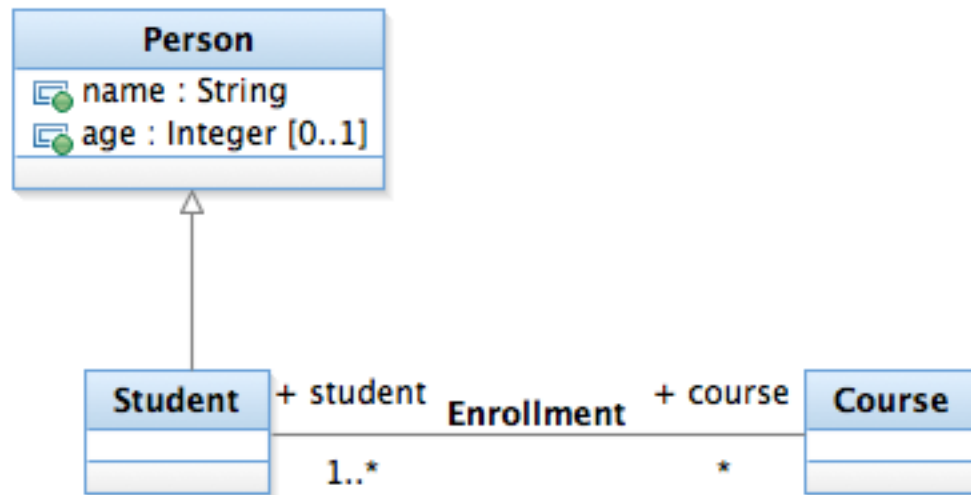 Person
name : String
age : Integer [0..1]
Student
+ student
Enrollment
+ course
Course
1..*
*